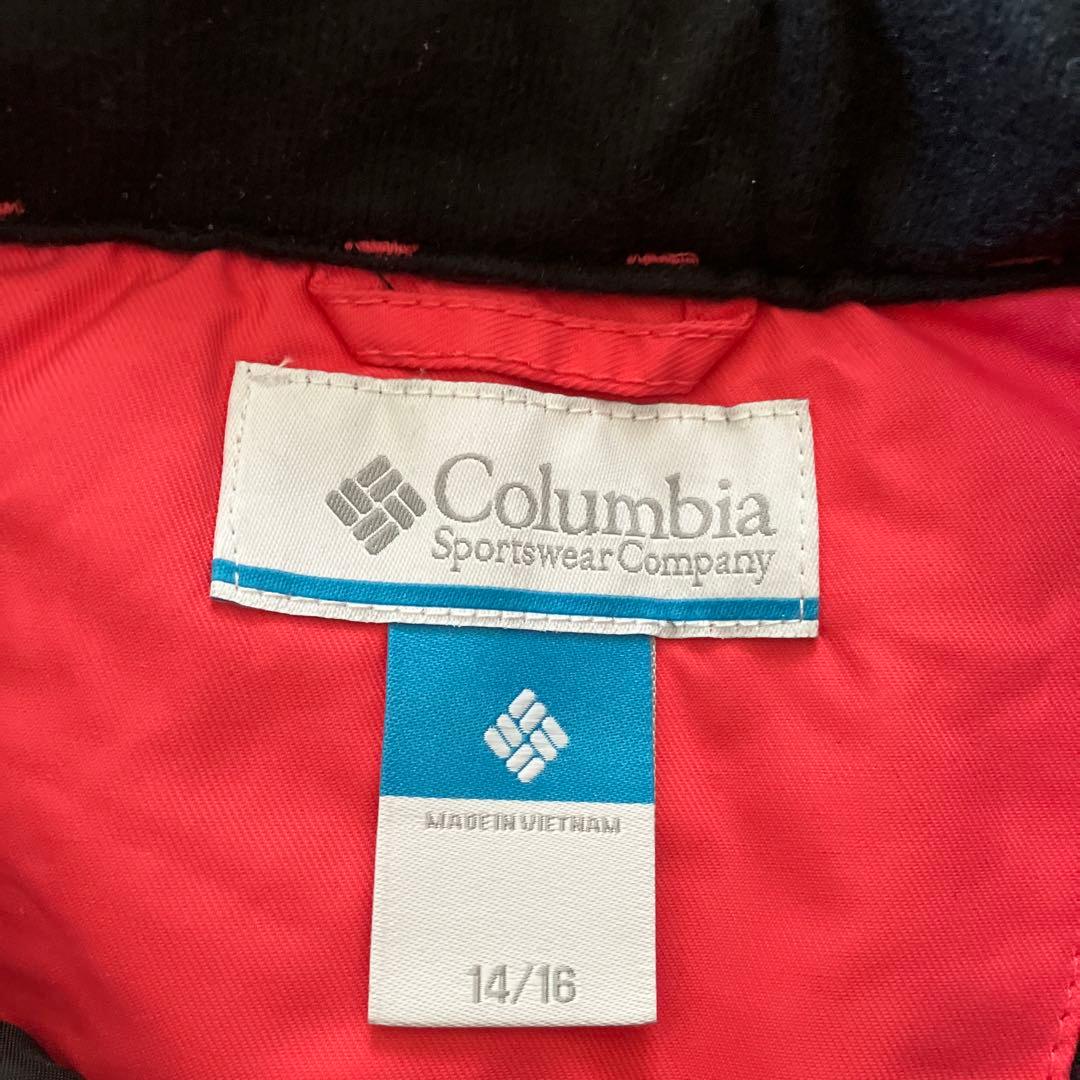 Columbia
Sportswear Company
MADE IN VIETNAM
14/16